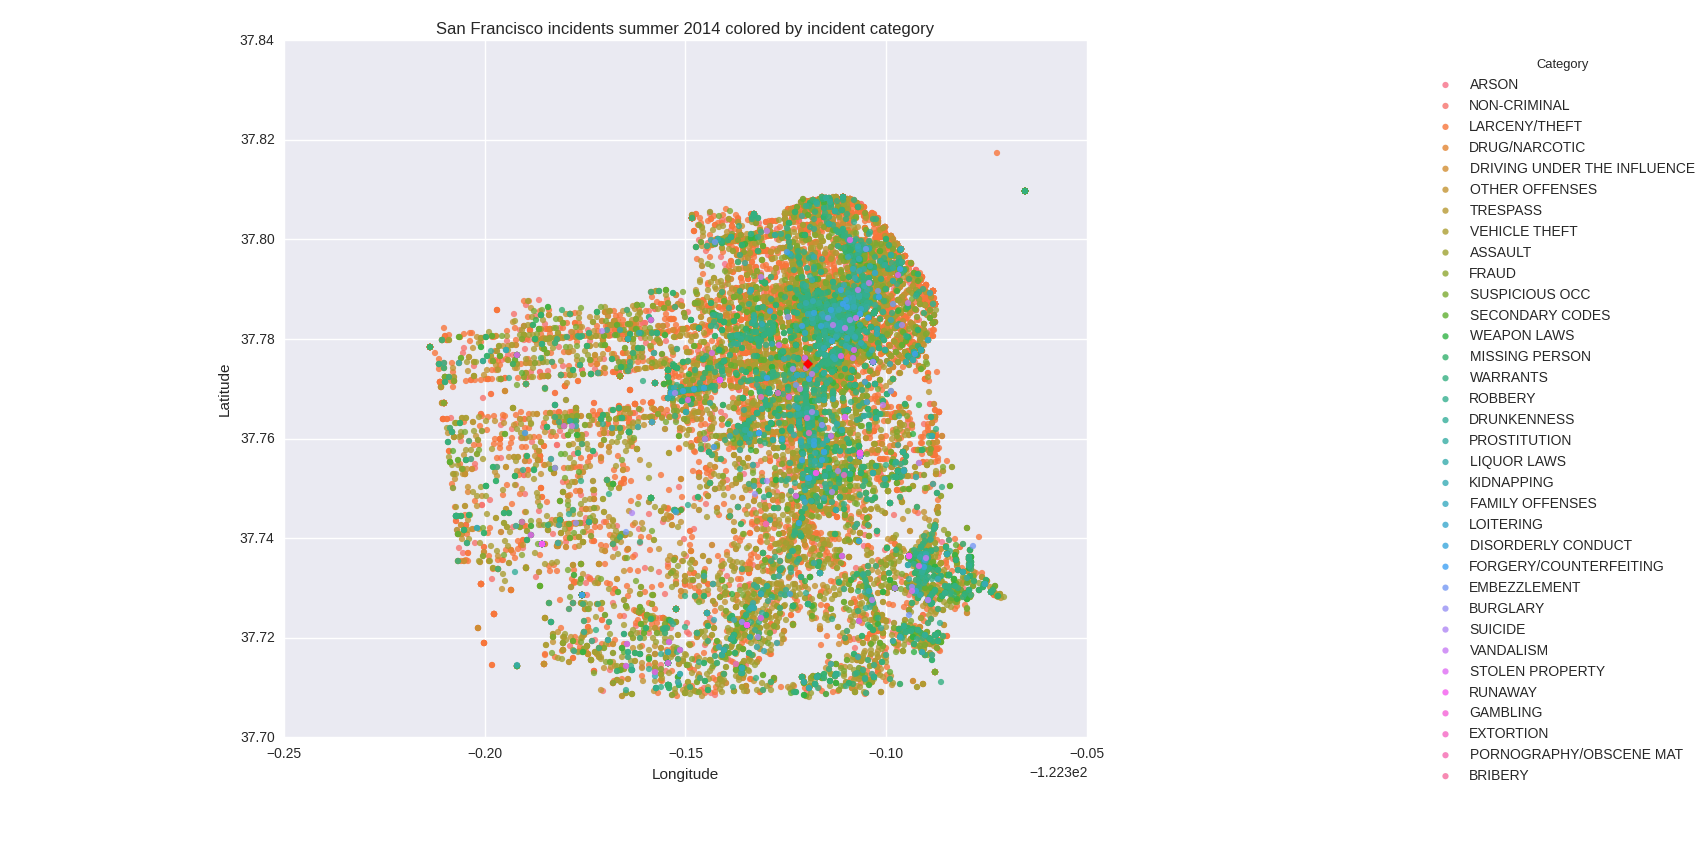 San Francisco incidents summer 2014 colored by incident category
37.84
37.82
37.80
37.78
37.76
37.74
37.72
37.70
Latitude
−0.25
−0.20
−0.15
−0.10
−0.05
−1.223e2
Longitude
Category
ARSON
NON-CRIMINAL
LARCENY/THEFT
DRUG/NARCOTIC
DRIVING UNDER THE INFLUENCE
OTHER OFFENSES
TRESPASS
VEHICLE THEFT
ASSAULT
FRAUD
SUSPICIOUS OCC
SECONDARY CODES
WEAPON LAWS
MISSING PERSON
WARRANTS
ROBBERY
DRUNKENNESS
PROSTITUTION
LIQUOR LAWS
KIDNAPPING
FAMILY OFFENSES
LOITERING
DISORDERLY CONDUCT
FORGERY/COUNTERFEITING
EMBEZZLEMENT
BURGLARY
SUICIDE
VANDALISM
STOLEN PROPERTY
RUNAWAY
GAMBLING
EXTORTION
PORNOGRAPHY/OBSCENE MAT
BRIBERY